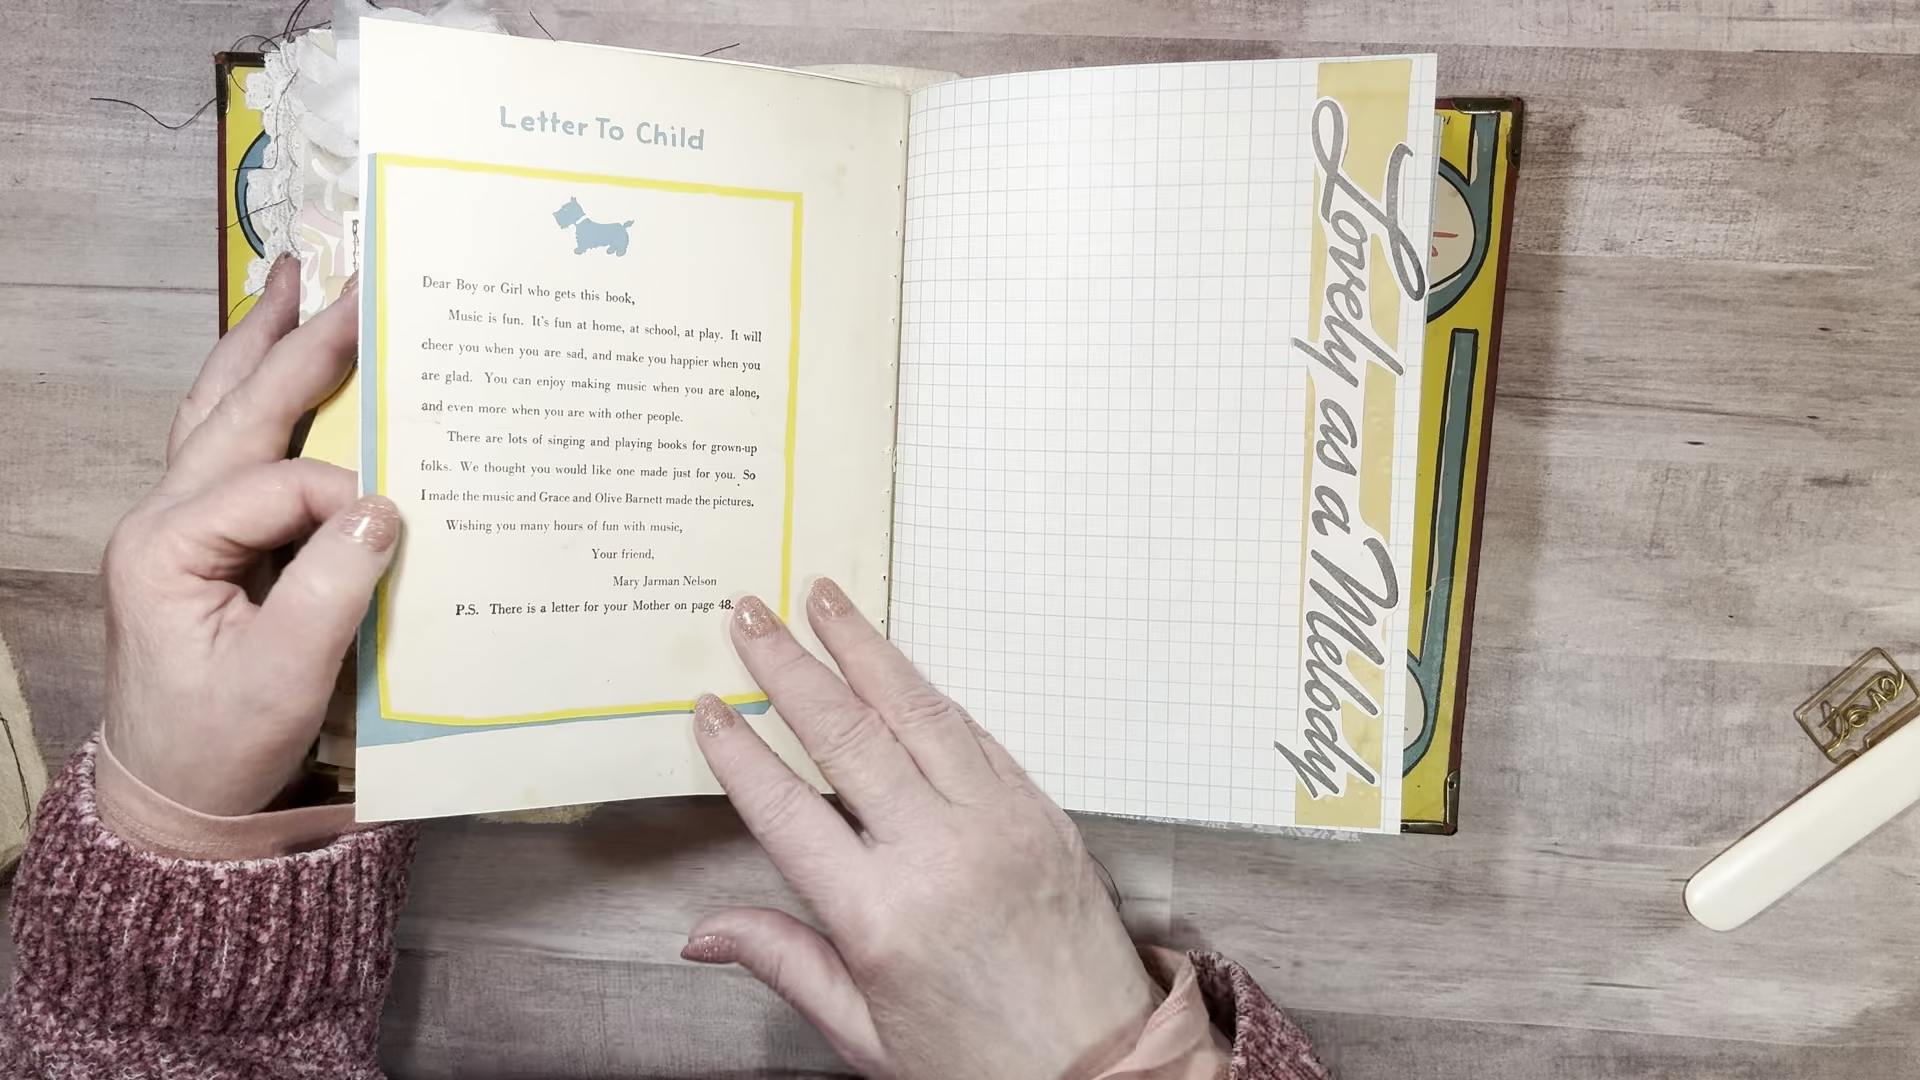 Letter To Child
Dear Boy or Girl who gets this book,
Music is fun. It's fun at home, at school, at play. It will
cheer you when you are sad, and make you happier when you
are glad. You can enjoy making music when you are alone,
and even more when you are with other people.
There are lots of singing and playing books for grown-up
folks. We thought you would like one made just for you. So
I made the music and Grace and Olive Barnett made the pictures.
Wishing you many hours of fun with music,
Your friend,
Mary Jarman Nelson
P.S. There is a letter for your Mother on page 48.
Lovely as a Melody
love